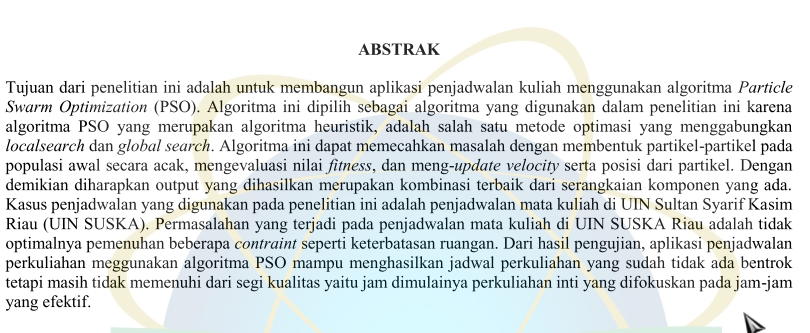 ABSTRAK
Tujuan dari penelitian ini adalah untuk membangun aplikasi penjadwalan kuliah menggunakan algoritma Particle
Swarm Optimization (PSO). Algoritma ini dipilih sebagai algoritma yang digunakan dalam penelitian ini karena
algoritma PSO yang merupakan algoritma heuristik, adalah salah satu metode optimasi yang menggabungkan
localsearch dan global search. Algoritma ini dapat memecahkan masalah dengan membentuk partikel-partikel pada
populasi awal secara acak, mengevaluasi nilai fitness, dan meng-update velocity serta posisi dari partikel. Dengan
demikian diharapkan output yang dihasilkan merupakan kombinasi terbaik dari serangkaian komponen yang ada.
Kasus penjadwalan yang digunakan pada penelitian ini adalah penjadwalan mata kuliah di UIN Sultan Syarif Kasim
Riau (UIN SUSKA). Permasalahan yang terjadi pada penjadwalan mata kuliah di UIN SUSKA Riau adalah tidak
optimalnya pemenuhan beberapa contraint seperti keterbatasan ruangan. Dari hasil pengujian, aplikasi penjadwalan
perkuliahan meggunakan algoritma PSO mampu menghasilkan jadwal perkuliahan yang sudah tidak ada bentrok
tetapi masih tidak memenuhi dari segi kualitas yaitu jam dimulainya perkuliahan inti yang difokuskan pada jam-jam
yang efektif.